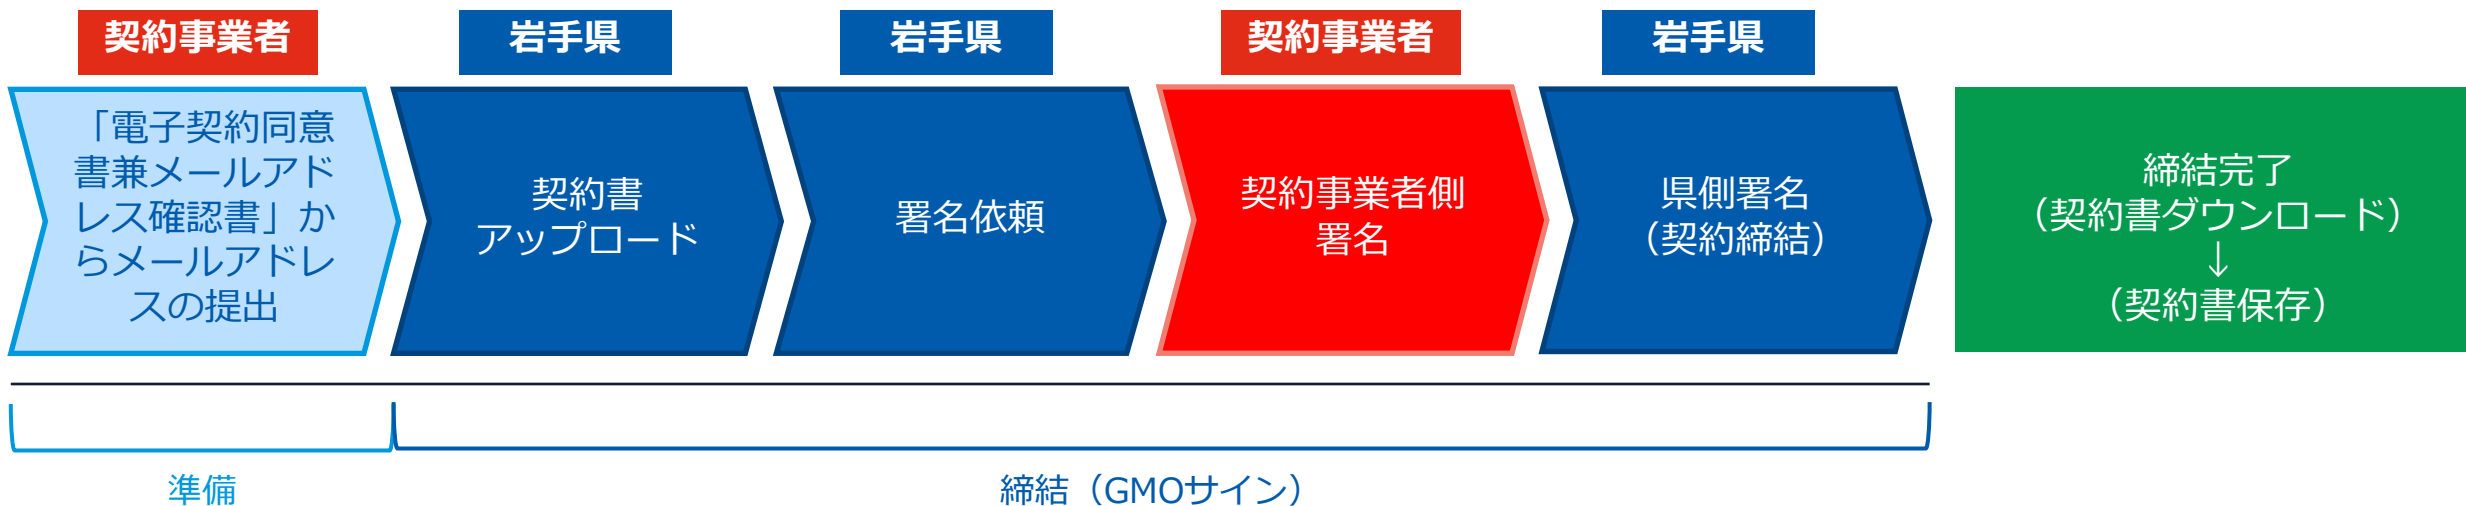 契約事業者
岩手県
岩手県
契約事業者
岩手県
「電子契約同意
書兼メールアド
レス確認書」か
らメールアドレ
スの提出
契約書
アップロード
署名依頼
契約事業者側
署名
県側署名
（契約締結）
締結完了
（契約書ダウンロード）
↓
（契約書保存）
準備
締結（GMOサイン）